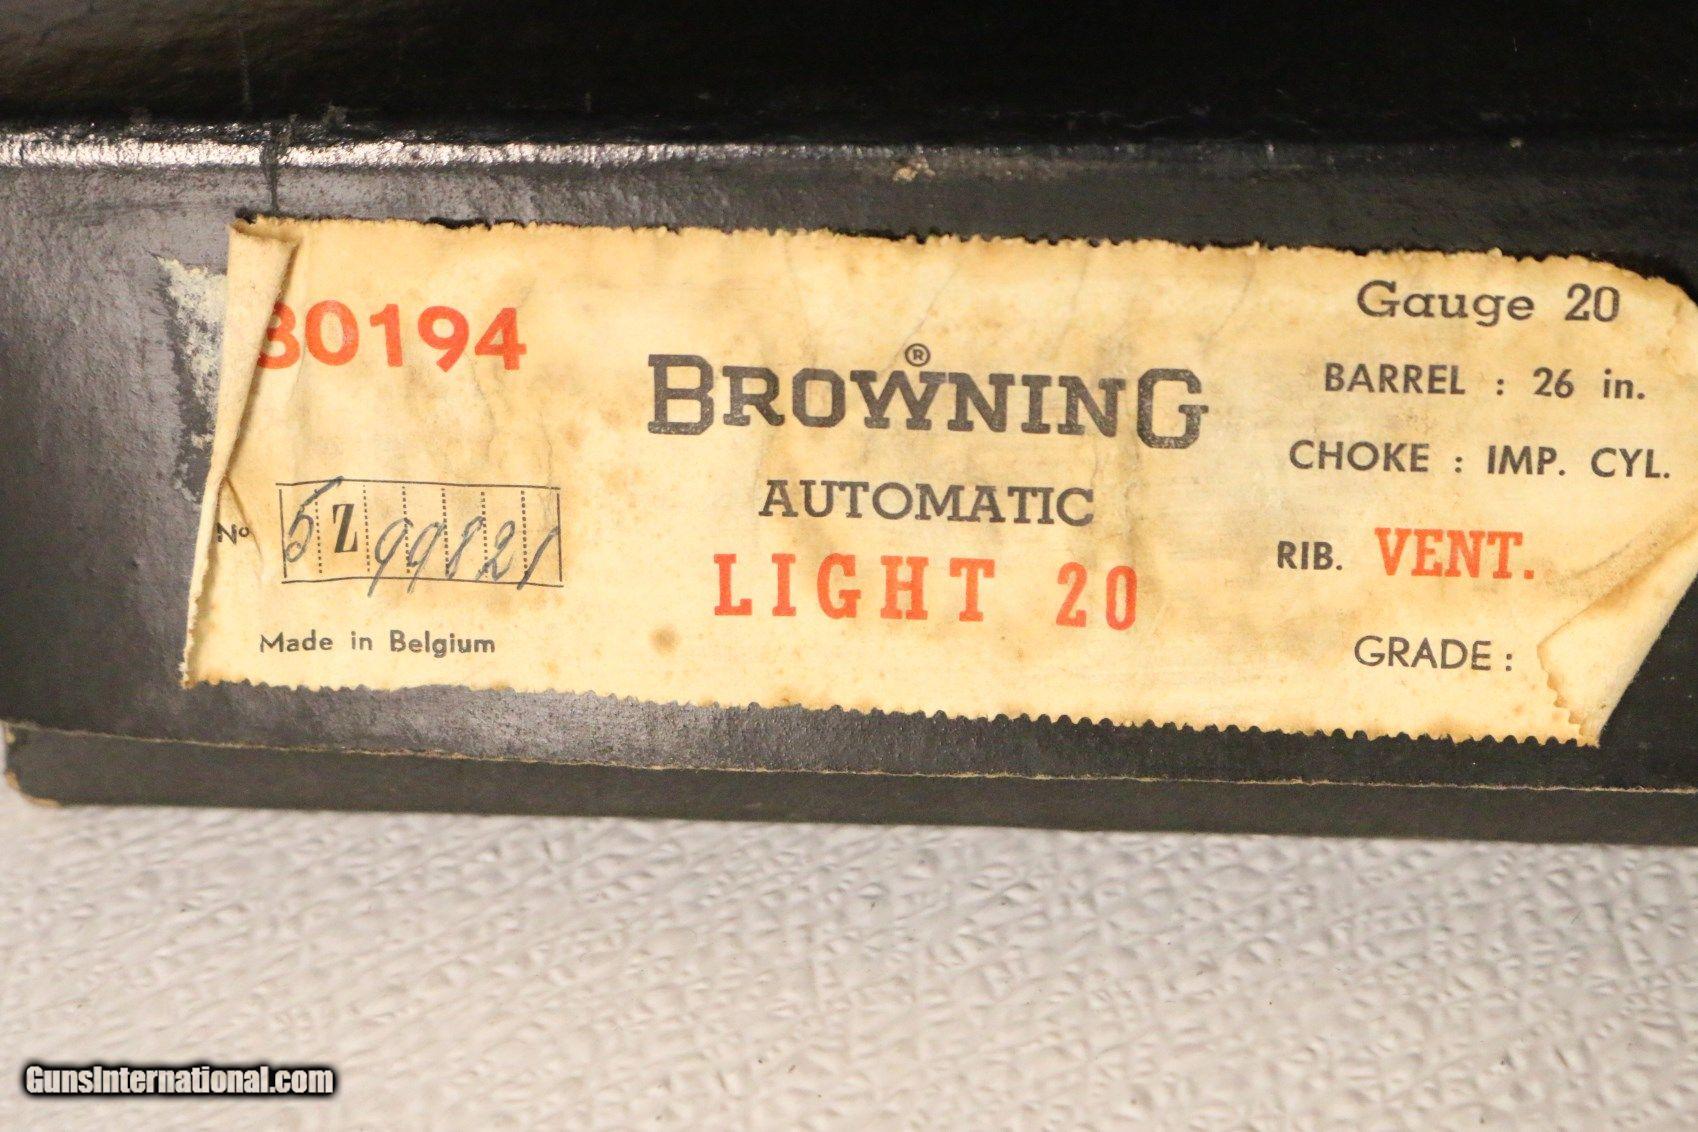 30194
BROWNING®
AUTOMATIC
LIGHT 20
No 5Z99821
Made in Belgium
Gauge 20
BARREL : 26 in.
CHOKE : IMP. CYL.
RIB. VENT.
GRADE :
GunsInternational.com